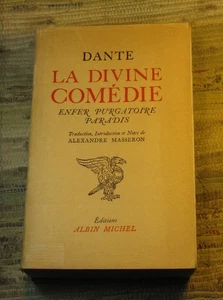 DANTE
LA DIVINE
COMÉDIE
ENFER PURGATOIRE
PARADIS
Traduction, Introduction et Notes de
ALEXANDRE MASSERON
Éditions
ALBIN MICHEL